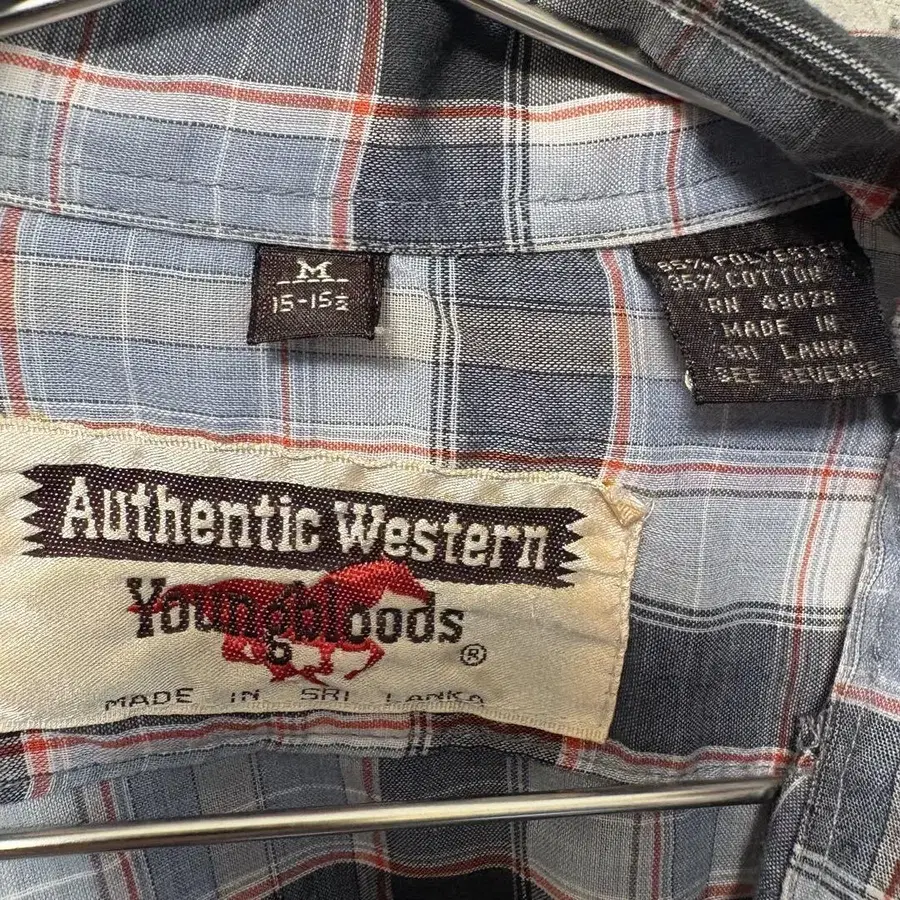 M
15-15½
65% POLYESTER
35% COTTON
RN 49028
MADE IN
SRI LANKA
SEE REVERSE
Authentic Western
Youngbloods
®
MADE IN SRI LANKA